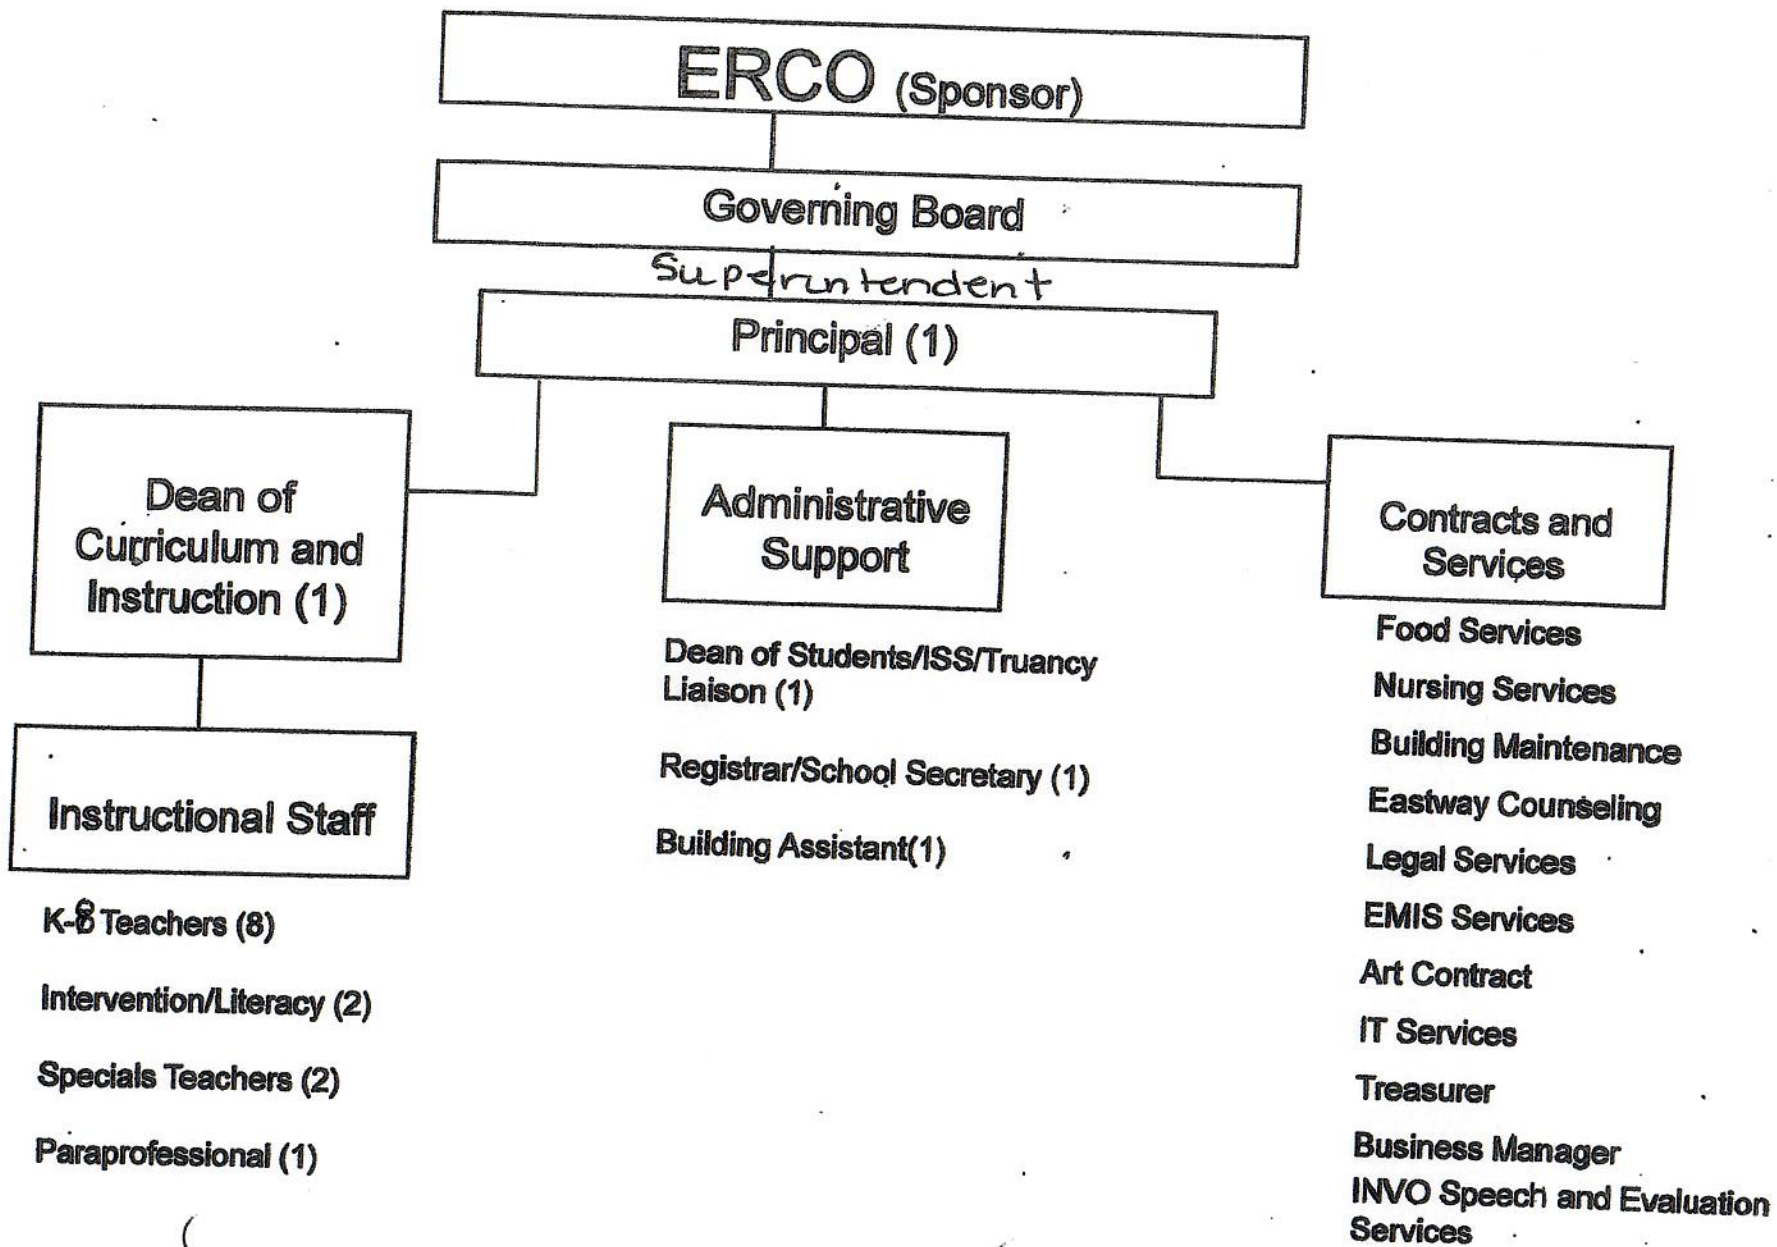 ERCO (Sponsor)
Governing Board
Superintendent
Principal (1)
Dean of
Curriculum and
Instruction (1)
Instructional Staff
K-8 Teachers (8)
Intervention/Literacy (2)
Specials Teachers (2)
Paraprofessional (1)
Administrative
Support
Dean of Students/ISS/Truancy
Liaison (1)
Registrar/School Secretary (1)
Building Assistant(1)
Contracts and
Services
Food Services
Nursing Services
Building Maintenance
Eastway Counseling
Legal Services
EMIS Services
Art Contract
IT Services
Treasurer
Business Manager
INVO Speech and Evaluation
Services